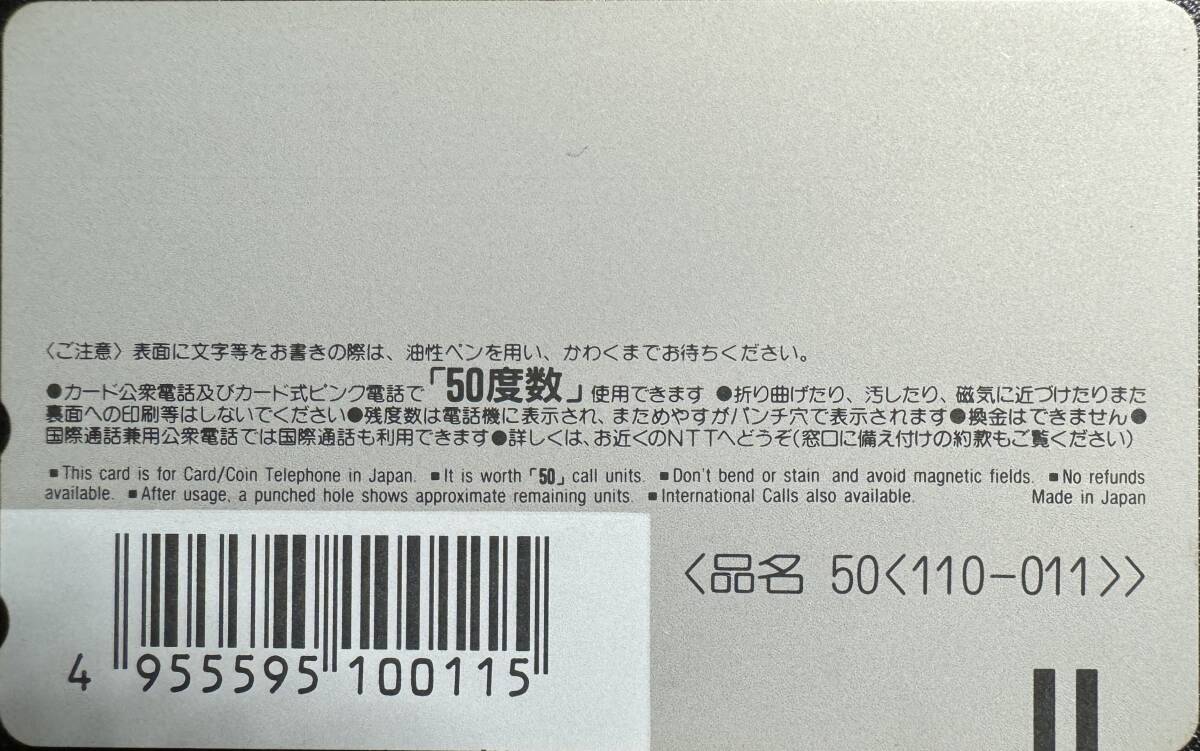 〈ご注意〉表面に文字等をお書きの際は、油性ペンを用い、かわくまでお待ちください。
●カード公衆電話及びカード式ピンク電話で「50度数」使用できます ●折り曲げたり、汚したり、磁気に近づけたりまた
裏面への印刷等はしないでください●残度数は電話機に表示され、まためやすがパンチ穴で表示されます●換金はできません●
国際通話兼用公衆電話では国際通話も利用できます●詳しくは、お近くのNTTへどうぞ(窓口に備え付けの約款もご覧ください)
■This card is for Card/Coin Telephone in Japan. ■It is worth「50」call units. ■Don't bend or stain and avoid magnetic fields. ■No refunds
available. ■After usage, a punched hole shows approximate remaining units. ■International Calls also available. Made in Japan
〈品名 50〈110-011〉〉
4 955595 100115